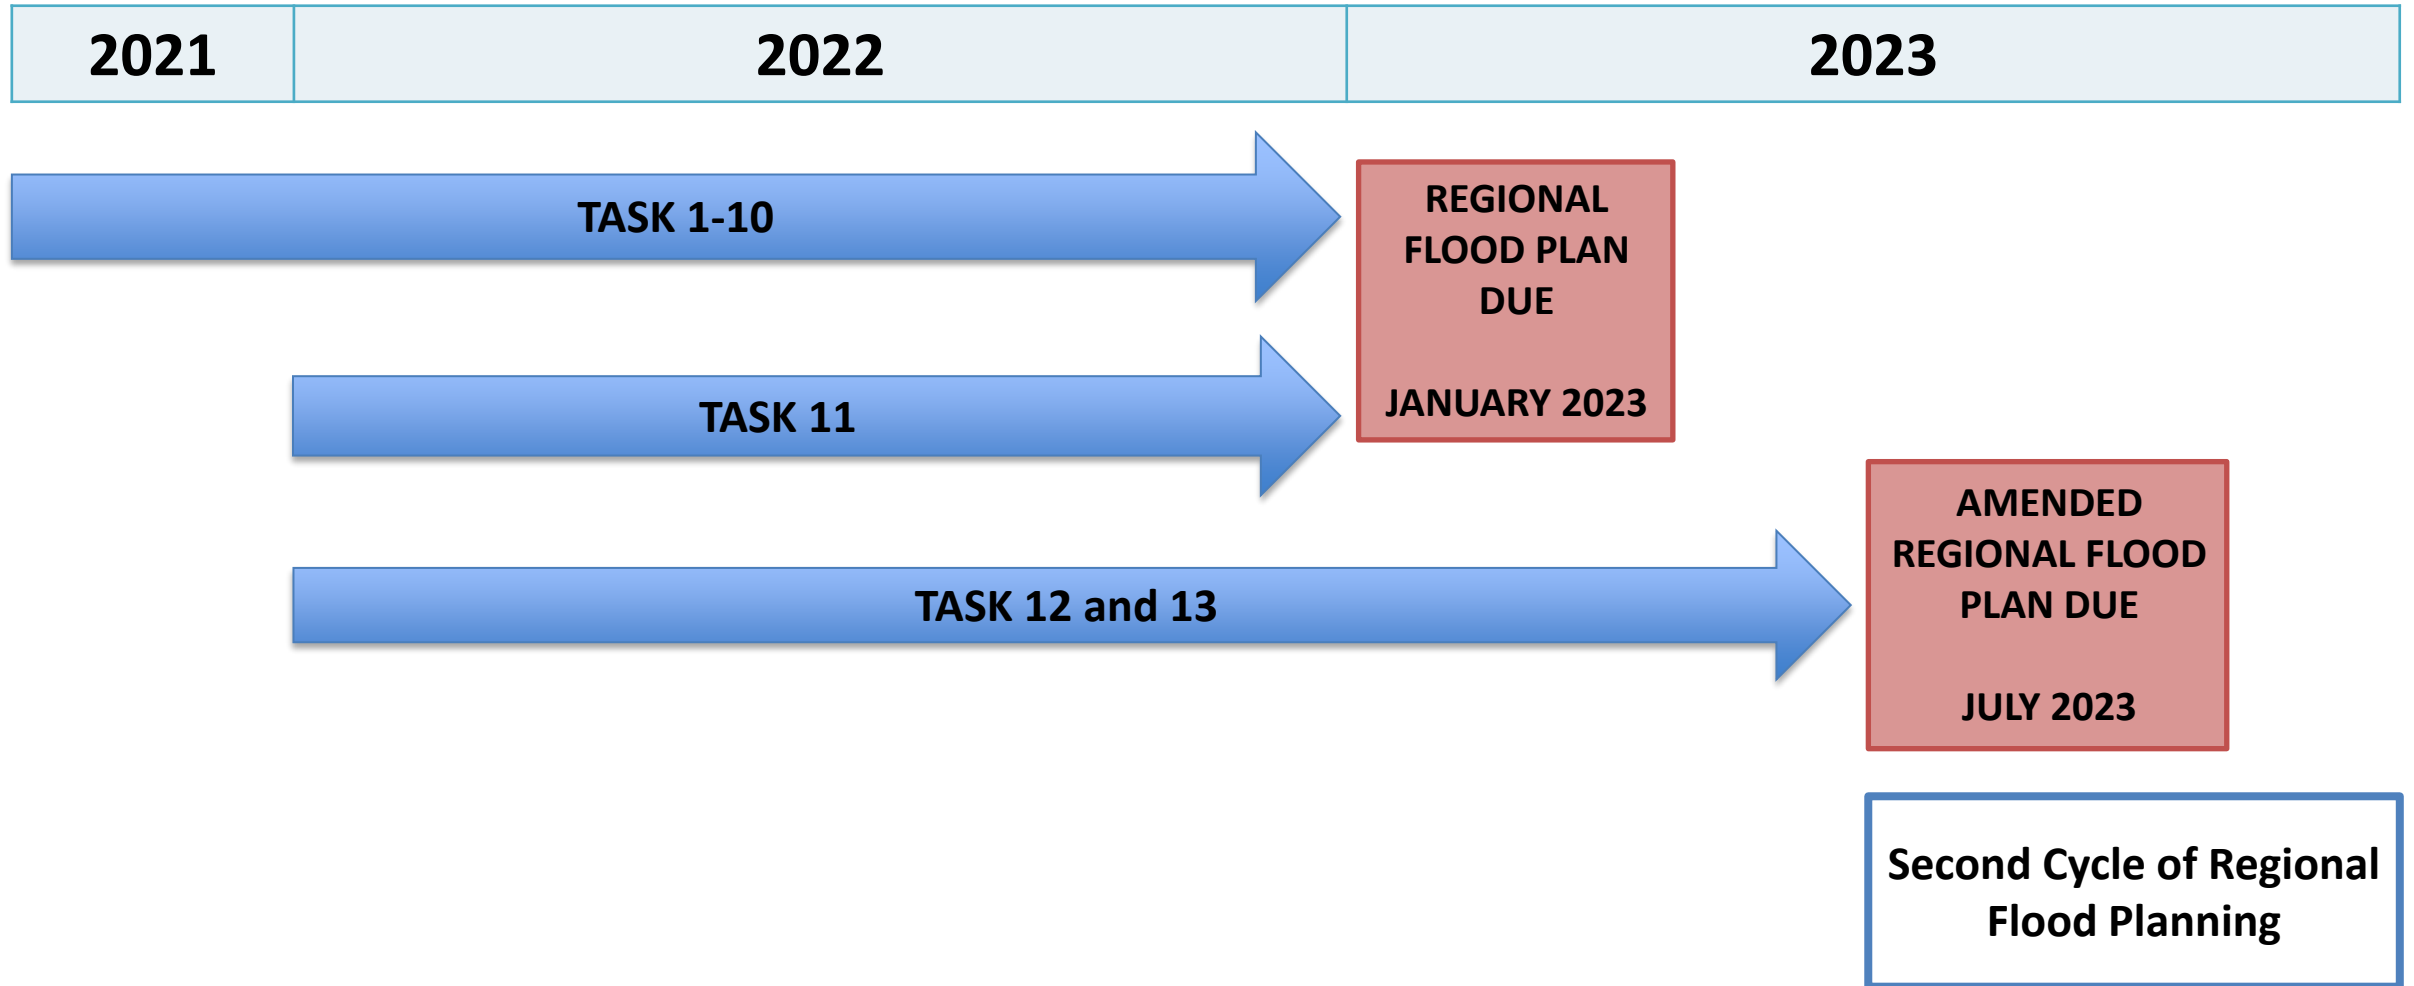 2021 2022 2023
TASK 1-10
REGIONAL
FLOOD PLAN
DUE
JANUARY 2023
TASK 11
AMENDED
REGIONAL FLOOD
PLAN DUE
JULY 2023
TASK 12 and 13
Second Cycle of Regional
Flood Planning